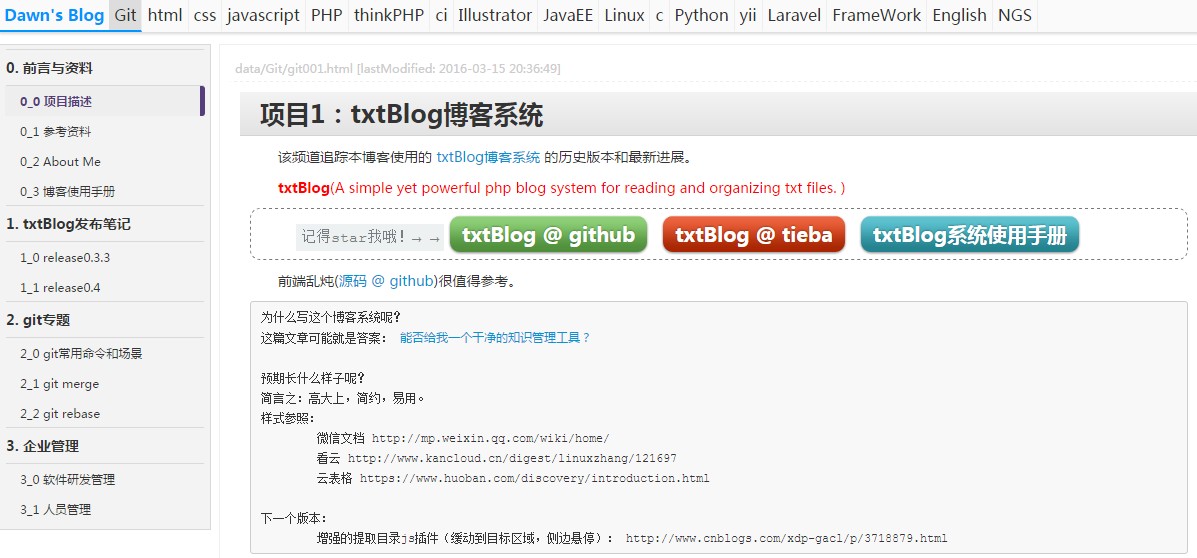 Dawn's Blog Git html css javascript PHP thinkPHP ci Illustrator JavaEE Linux c Python yii Laravel FrameWork English NGS
0. 前言与资料
0_0 项目描述
0_1 参考资料
0_2 About Me
0_3 博客使用手册
1. txtBlog发布笔记
1_0 release0.3.3
1_1 release0.4
2. git专题
2_0 git常用命令和场景
2_1 git merge
2_2 git rebase
3. 企业管理
3_0 软件研发管理
3_1 人员管理
data/Git/git001.html [lastModified: 2016-03-15 20:36:49]
项目1：txtBlog博客系统
该频道追踪本博客使用的 txtBlog博客系统 的历史版本和最新进展。
txtBlog(A simple yet powerful php blog system for reading and organizing txt files. )
记得star我哦!→ → txtBlog @ github txtBlog @ tieba txtBlog系统使用手册
前端乱炖(源码 @ github)很值得参考。
为什么写这个博客系统呢?
这篇文章可能就是答案: 能否给我一个干净的知识管理工具？
预期长什么样子呢?
简言之: 高大上, 简约, 易用。
样式参照:
微信文档 http://mp.weixin.qq.com/wiki/home/
看云 http://www.kancloud.cn/digest/linuxzhang/121697
云表格 https://www.huoban.com/discovery/introduction.html
下一个版本:
增强的提取目录js插件（缓动到目标区域, 侧边悬停）: http://www.cnblogs.com/xdp-gacl/p/3718879.html